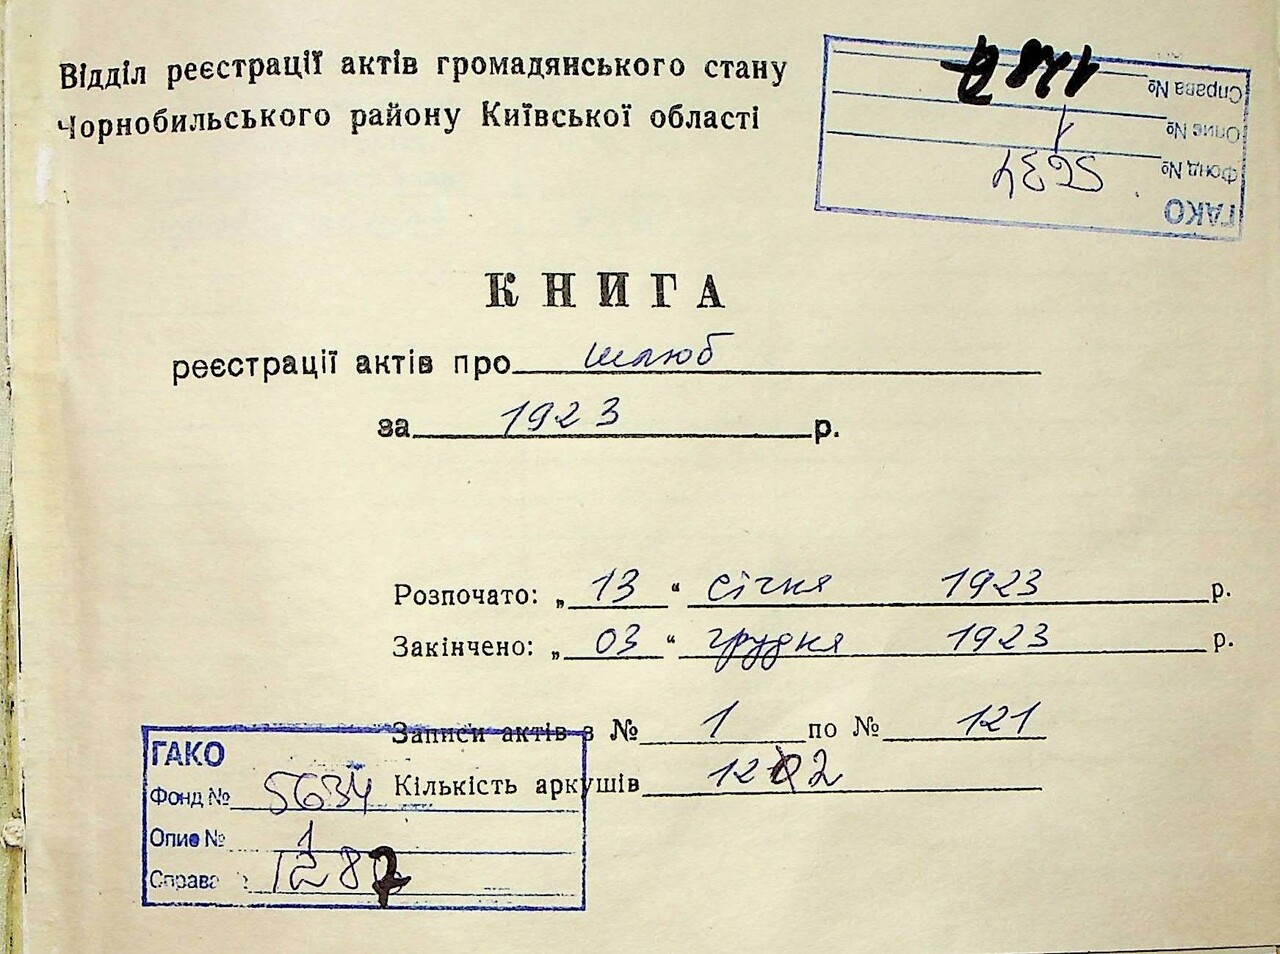 Відділ реєстрації актів громадянського стану
Чорнобильського району Київської області
ГАКО
Фонд № 5634
Опис № 1
Справа №
КНИГА
реєстрації актів про шлюб
за 1923 р.
Розпочато: „13“ січня 1923 р.
Закінчено: „03“ грудня 1923 р.
Записи актів з № 1 по № 121
Кількість аркушів
ГАКО
Фонд № 5634
Опис № 1
Справа 1287